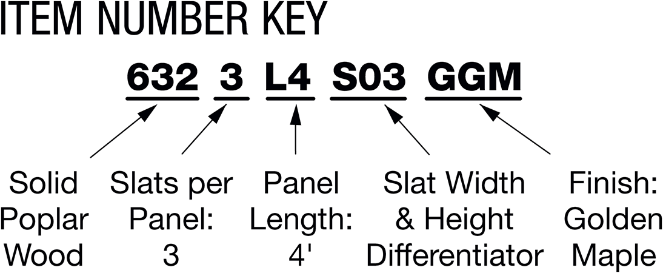 ITEM NUMBER KEY
632 3 L4 S03 GGM
Solid Slats per Panel Slat Width Finish:
Poplar Panel: Length: & Height Golden
Wood 3 4' Differentiator Maple